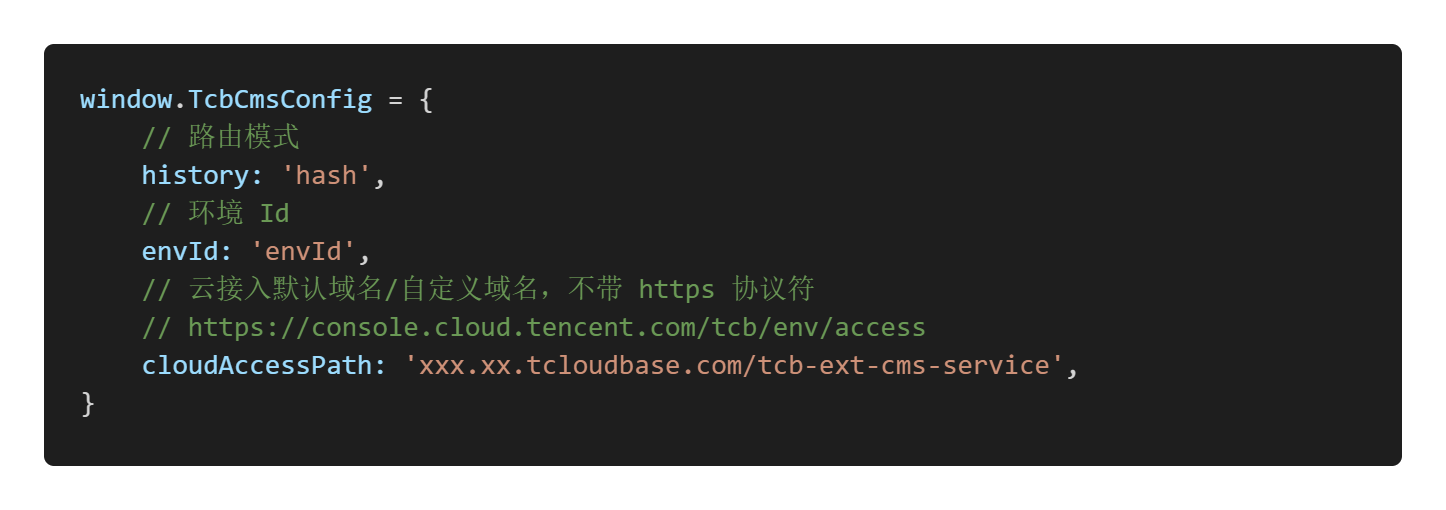 window.TcbCmsConfig = {
    // 路由模式
    history: 'hash',
    // 环境 Id
    envId: 'envId',
    // 云接入默认域名/自定义域名，不带 https 协议符
    // https://console.cloud.tencent.com/tcb/env/access
    cloudAccessPath: 'xxx.xx.tcloudbase.com/tcb-ext-cms-service',
}